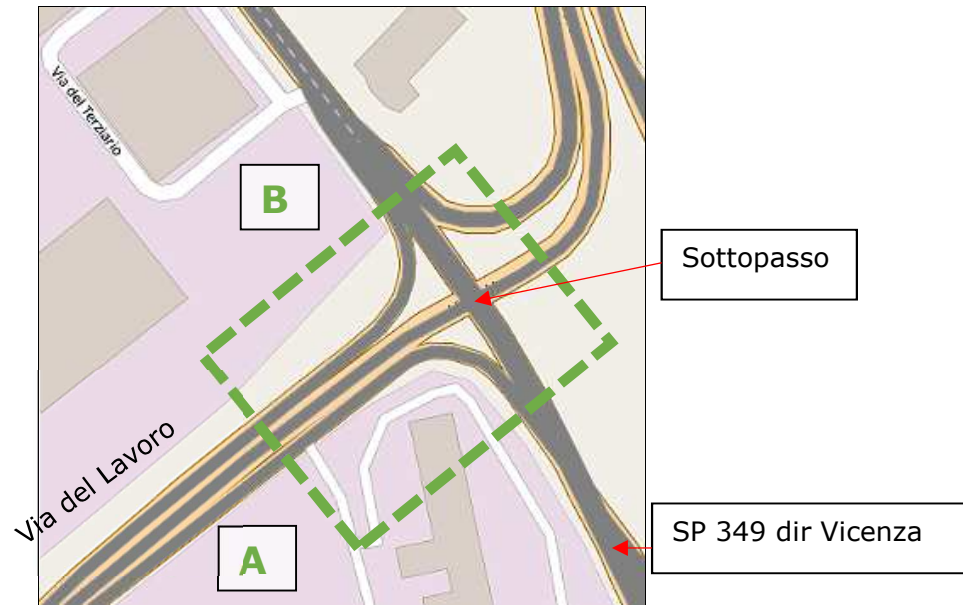 Via del Terziario
B
Sottopasso
Via del Lavoro
SP 349 dir Vicenza
A